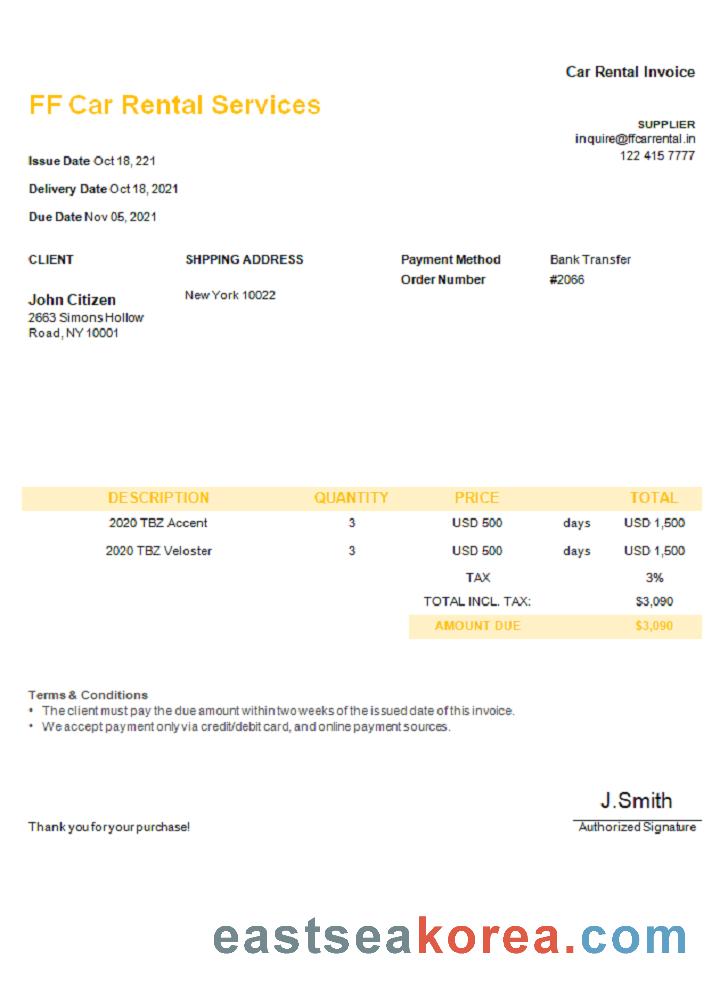 Car Rental Invoice
FF Car Rental Services
SUPPLIER
inquire@ffcarrental.in
122 415 7777
Issue Date Oct 18, 221
Delivery Date Oct 18, 2021
Due Date Nov 05, 2021
CLIENT SHPPING ADDRESS Payment Method Bank Transfer
Order Number #2066
John Citizen New York 10022
2663 Simons Hollow
Road, NY 10001
DESCRIPTION QUANTITY PRICE TOTAL
2020 TBZ Accent 3 USD 500 days USD 1,500
2020 TBZ Veloster 3 USD 500 days USD 1,500
TAX 3%
TOTAL INCL. TAX: $3,090
AMOUNT DUE $3,090
Terms & Conditions
• The client must pay the due amount within two weeks of the issued date of this invoice.
• We accept payment only via credit/debit card, and online payment sources.
J.Smith
Thank you for your purchase! Authorized Signature
eastseakorea.com